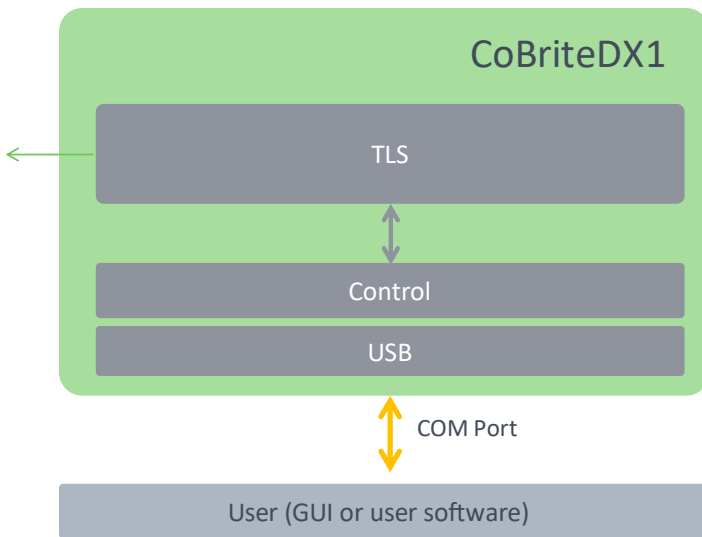 CoBriteDX1
TLS
Control
USB
COM Port
User (GUI or user software)